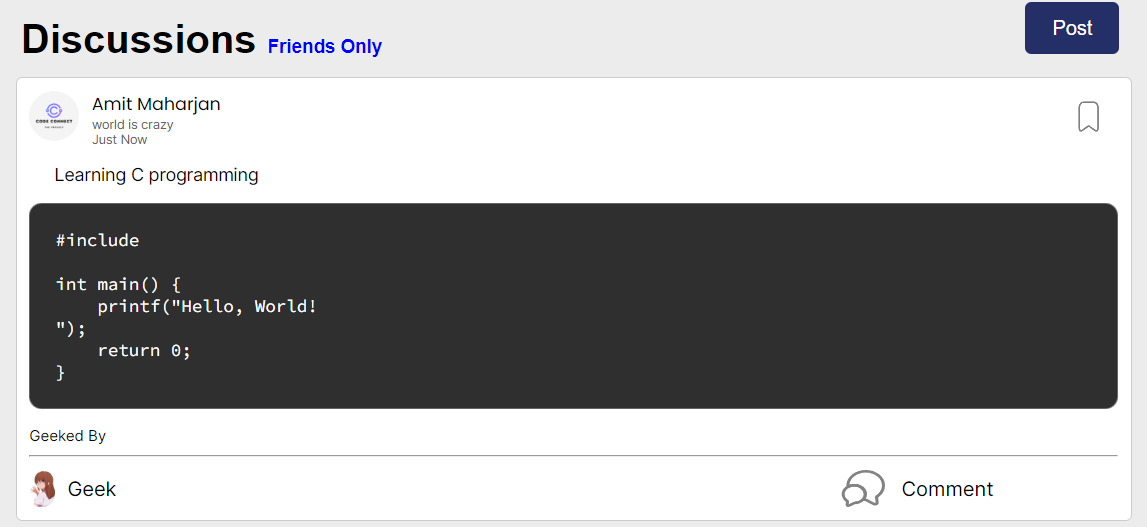 Discussions Friends Only
Post
CODE CONNECT
Amit Maharjan
world is crazy
Just Now
Learning C programming
#include
int main() {
printf("Hello, World!
");
return 0;
}
Geeked By
Geek
Comment